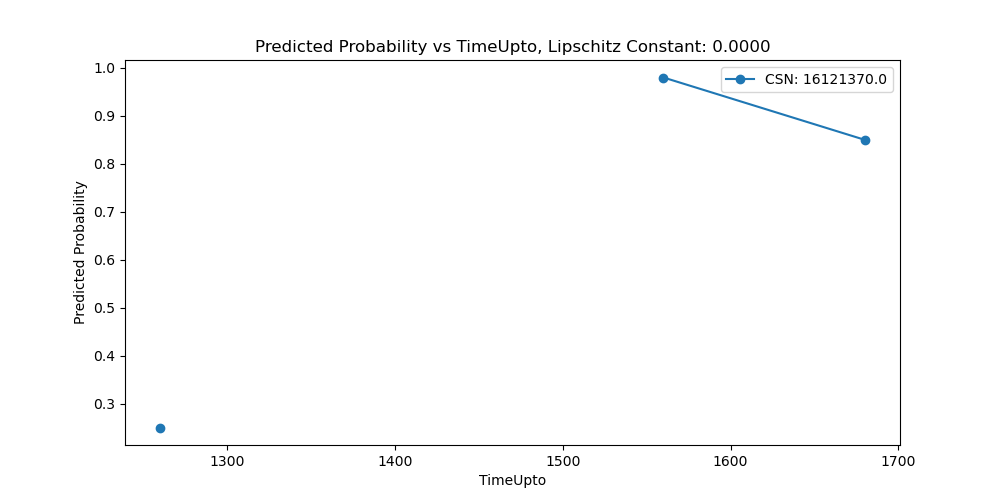 Predicted Probability vs TimeUpto, Lipschitz Constant: 0.0000
CSN: 16121370.0
Predicted Probability
1.0
0.9
0.8
0.7
0.6
0.5
0.4
0.3
1300 1400 1500 1600 1700
TimeUpto